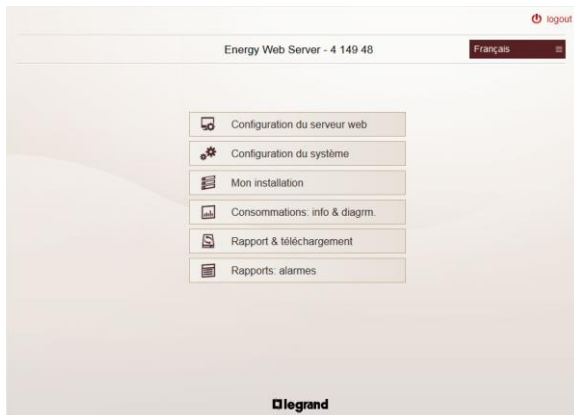 logout
Energy Web Server - 4 149 48
Français
Configuration du serveur web
Configuration du système
Mon installation
Consommations: info & diagrm.
Rapport & téléchargement
Rapports: alarmes
legrand